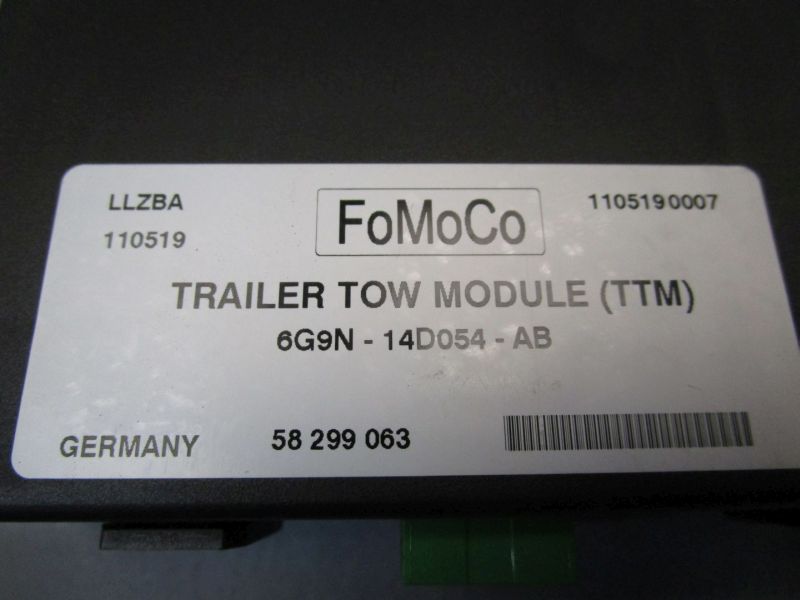 LLZBA
FoMoCo
1105190007
110519
TRAILER TOW MODULE (TTM)
6G9N - 14D054 - AB
GERMANY
58 299 063